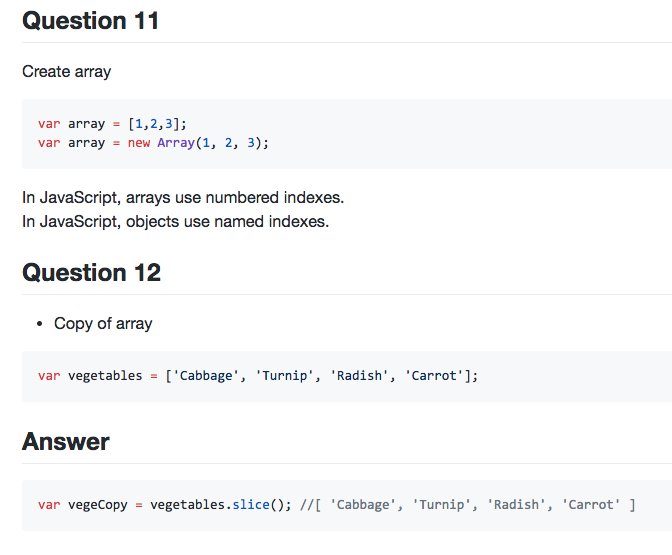 Question 11
Create array
var array = [1,2,3];
var array = new Array(1, 2, 3);
In JavaScript, arrays use numbered indexes.
In JavaScript, objects use named indexes.
Question 12
• Copy of array
var vegetables = ['Cabbage', 'Turnip', 'Radish', 'Carrot'];
Answer
var vegeCopy = vegetables.slice(); //[ 'Cabbage', 'Turnip', 'Radish', 'Carrot' ]